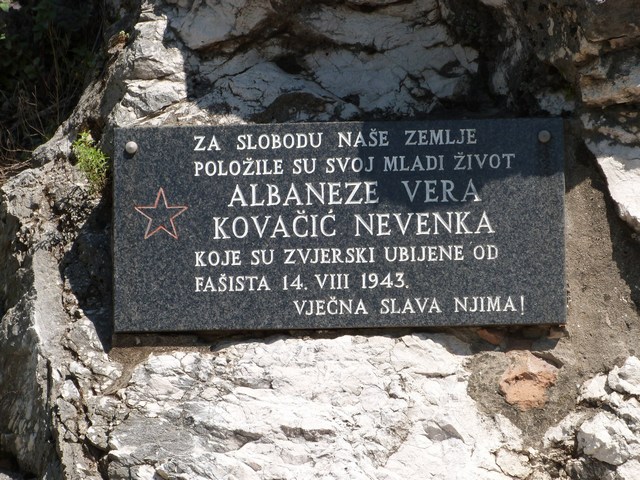 ZA SLOBODU NAŠE ZEMLJE
POLOŽILE SU SVOJ MLADI ŽIVOT
ALBANEZE VERA
KOVAČIĆ NEVENKA
KOJE SU ZVJERSKI UBIJENE OD
FAŠISTA 14. VIII 1943.
VJEČNA SLAVA NJIMA!